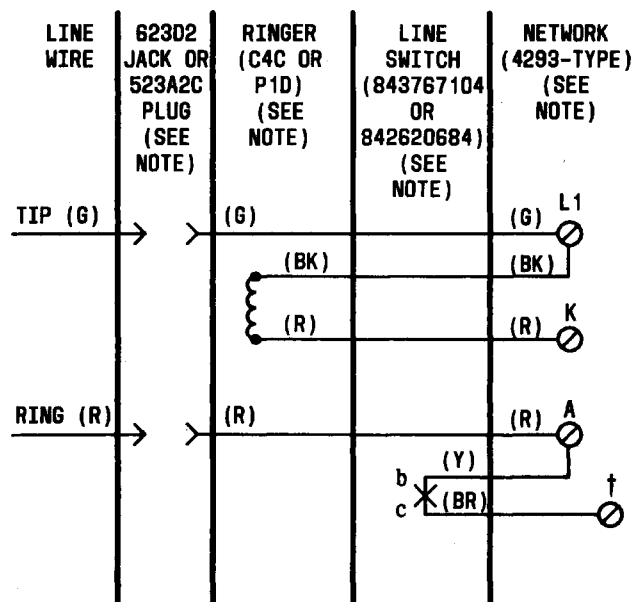 LINE WIRE
623D2 JACK OR 523A2C PLUG (SEE NOTE)
RINGER (C4C OR P1D) (SEE NOTE)
LINE SWITCH (843767104 OR 842620684) (SEE NOTE)
NETWORK (4293-TYPE) (SEE NOTE)
L1
TIP (G) (G) (G)
(BK) (BK)
K
(R) (R)
A
RING (R) (R) (R)
(Y)
b
†
c (BR)